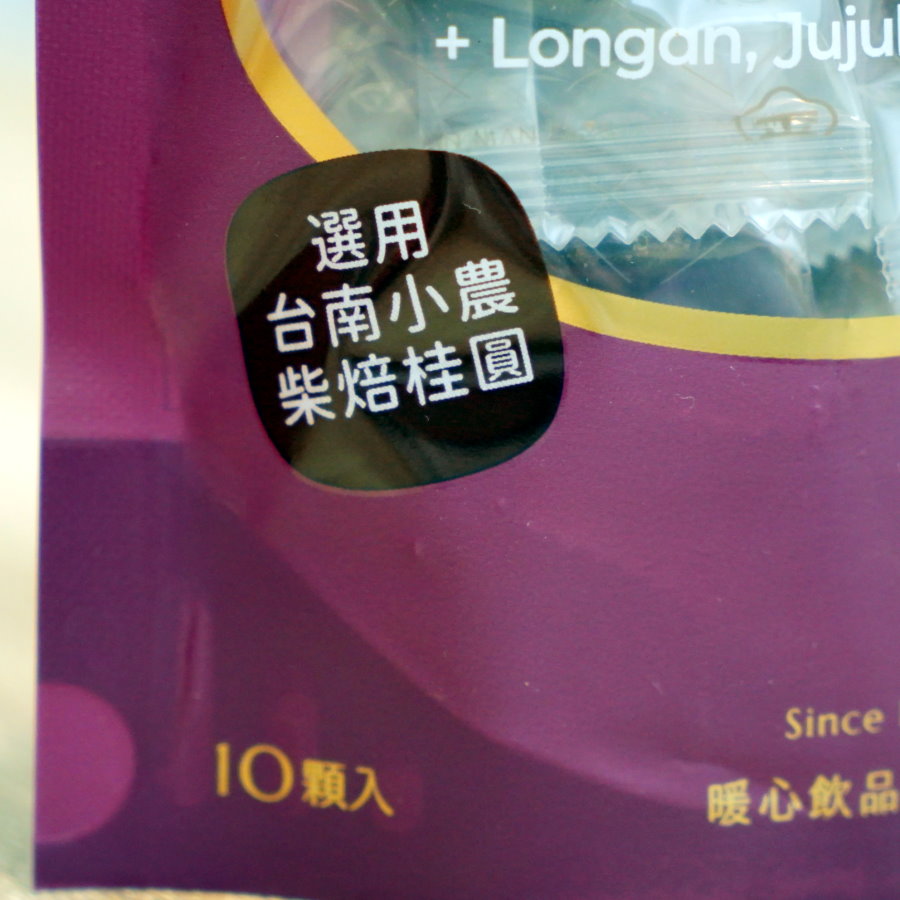 + Longan,
選用
台南小農
柴焙桂圓
Since
10顆入
暖心飲品